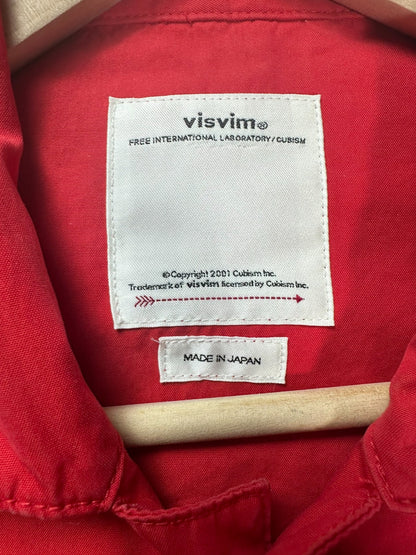 visvim®
FREE INTERNATIONAL LABORATORY/CUBISM
©Copyright 2001 Cubism Inc.
Trademark of visvim licensed by Cubism Inc.
MADE IN JAPAN